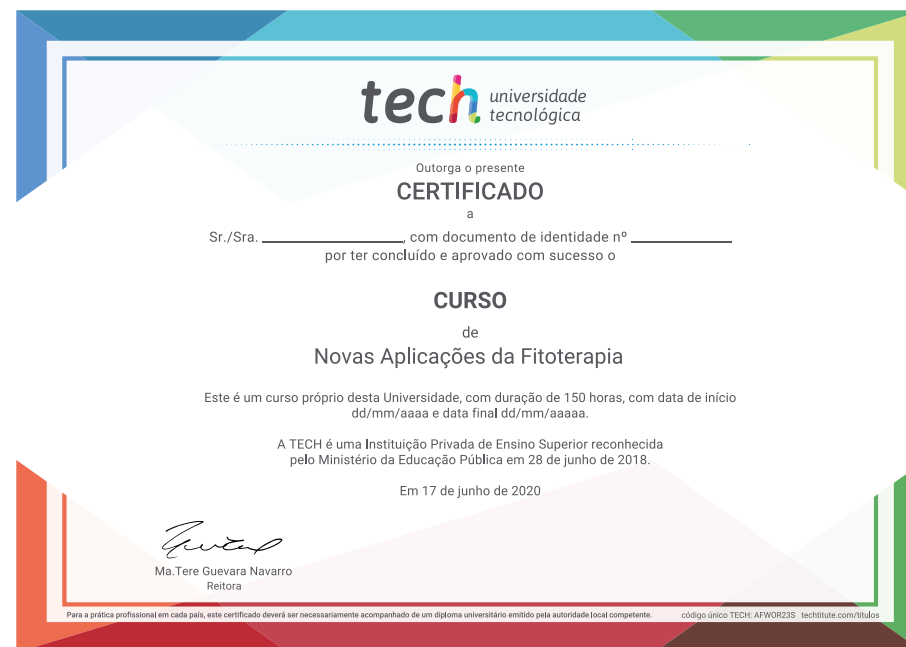 tech universidade
tecnológica
Outorga o presente
CERTIFICADO
a
Sr./Sra. ____________________, com documento de identidade nº ______________
por ter concluído e aprovado com sucesso o
CURSO
de
Novas Aplicações da Fitoterapia
Este é um curso próprio desta Universidade, com duração de 150 horas, com data de início
dd/mm/aaaa e data final dd/mm/aaaaa.
A TECH é uma Instituição Privada de Ensino Superior reconhecida
pelo Ministério da Educação Pública em 28 de junho de 2018.
Em 17 de junho de 2020
Ma.Tere Guevara Navarro
Reitora
Para a prática profissional em cada país, este certificado deverá ser necessariamente acompanhado de um diploma universitário emitido pela autoridade local competente. código único TECH: AFWOR23S techtitute.com/titulos